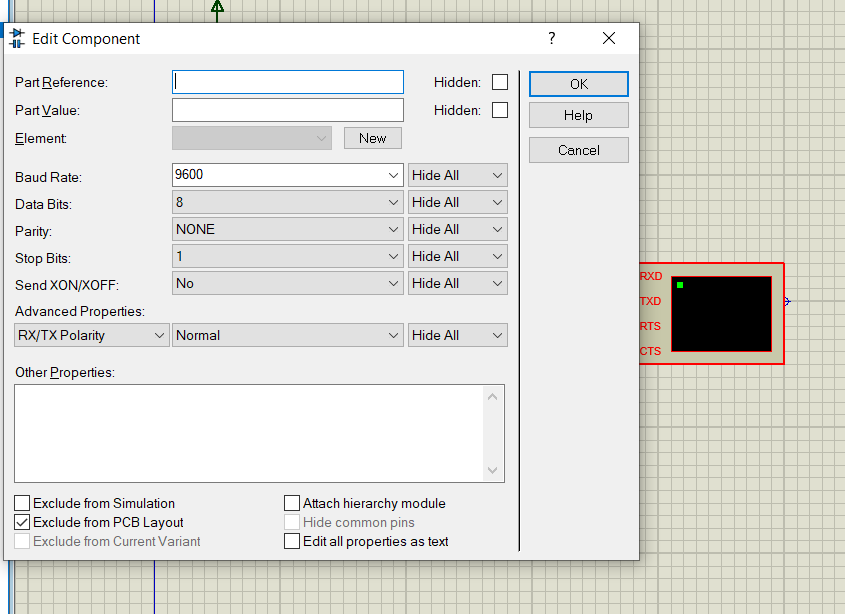 Edit Component ?
Part Reference: Hidden: OK
Part Value: Hidden: Help
Element: New Cancel
Baud Rate: 9600 Hide All
Data Bits: 8 Hide All
Parity: NONE Hide All
Stop Bits: 1 Hide All
Send XON/XOFF: No Hide All
Advanced Properties:
RX/TX Polarity Normal Hide All
Other Properties:
Exclude from Simulation Attach hierarchy module
Exclude from PCB Layout Hide common pins
Exclude from Current Variant Edit all properties as text
RXD
TXD
RTS
CTS